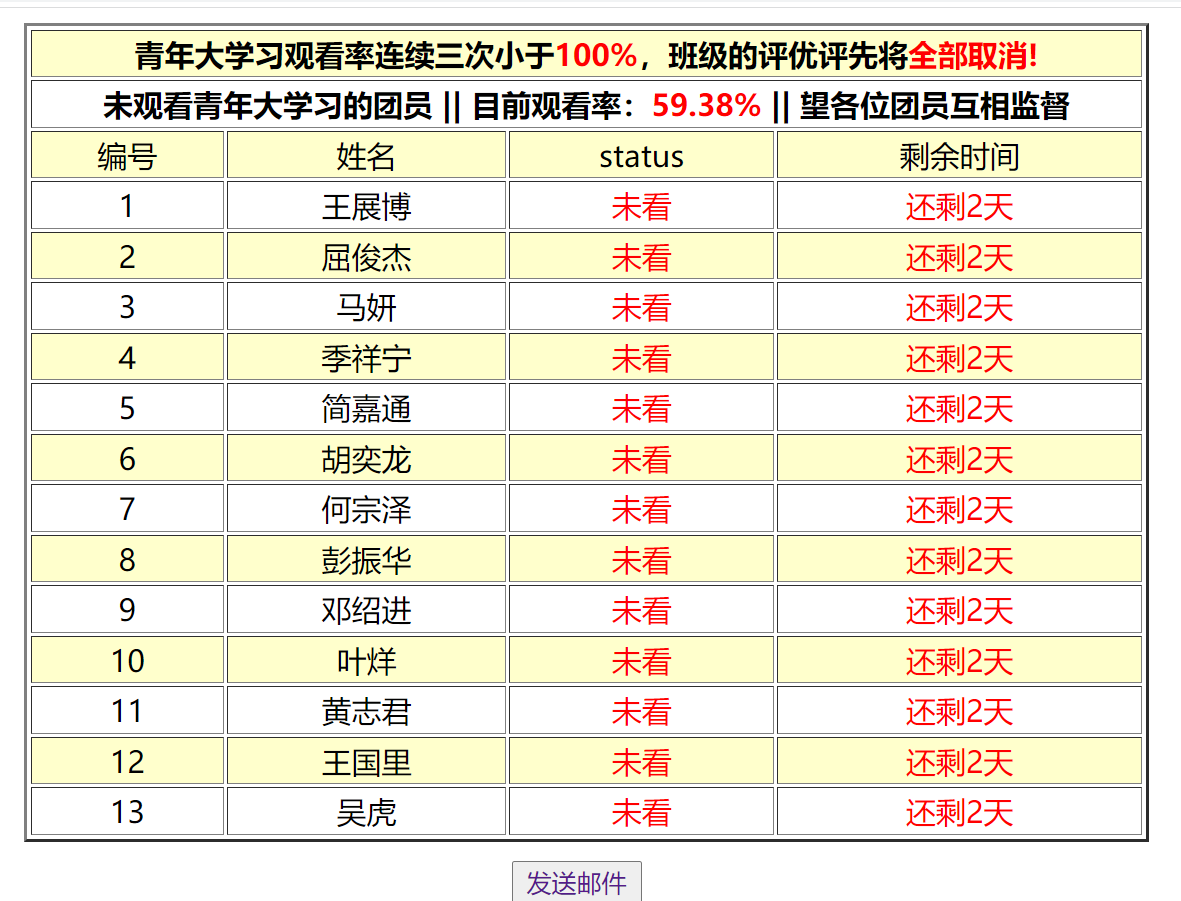 青年大学习观看率连续三次小于100%，班级的评优评先将全部取消!
未观看青年大学习的团员 || 目前观看率：59.38% || 望各位团员互相监督
编号 姓名 status 剩余时间
1 王展博 未看 还剩2天
2 屈俊杰 未看 还剩2天
3 马妍 未看 还剩2天
4 季祥宁 未看 还剩2天
5 简嘉通 未看 还剩2天
6 胡奕龙 未看 还剩2天
7 何宗泽 未看 还剩2天
8 彭振华 未看 还剩2天
9 邓绍进 未看 还剩2天
10 叶烊 未看 还剩2天
11 黄志君 未看 还剩2天
12 王国里 未看 还剩2天
13 吴虎 未看 还剩2天
发送邮件